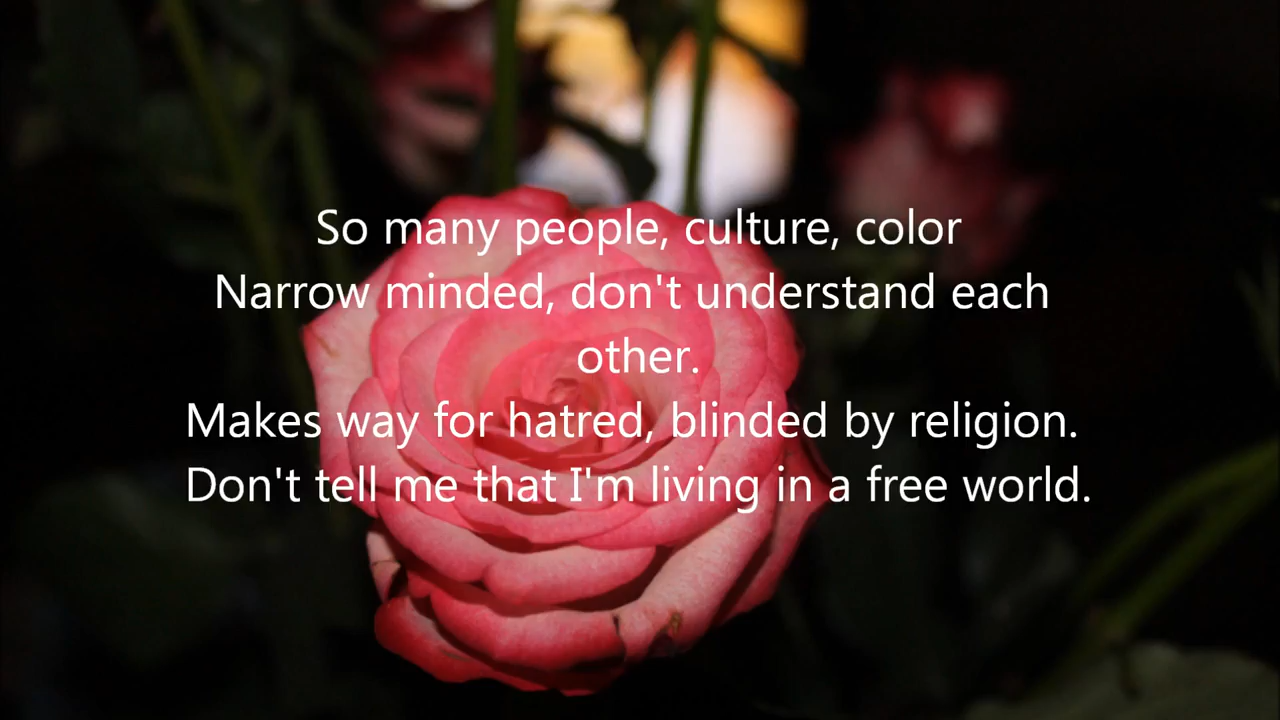 So many people, culture, color
Narrow minded, don't understand each
other.
Makes way for hatred, blinded by religion.
Don't tell me that I'm living in a free world.